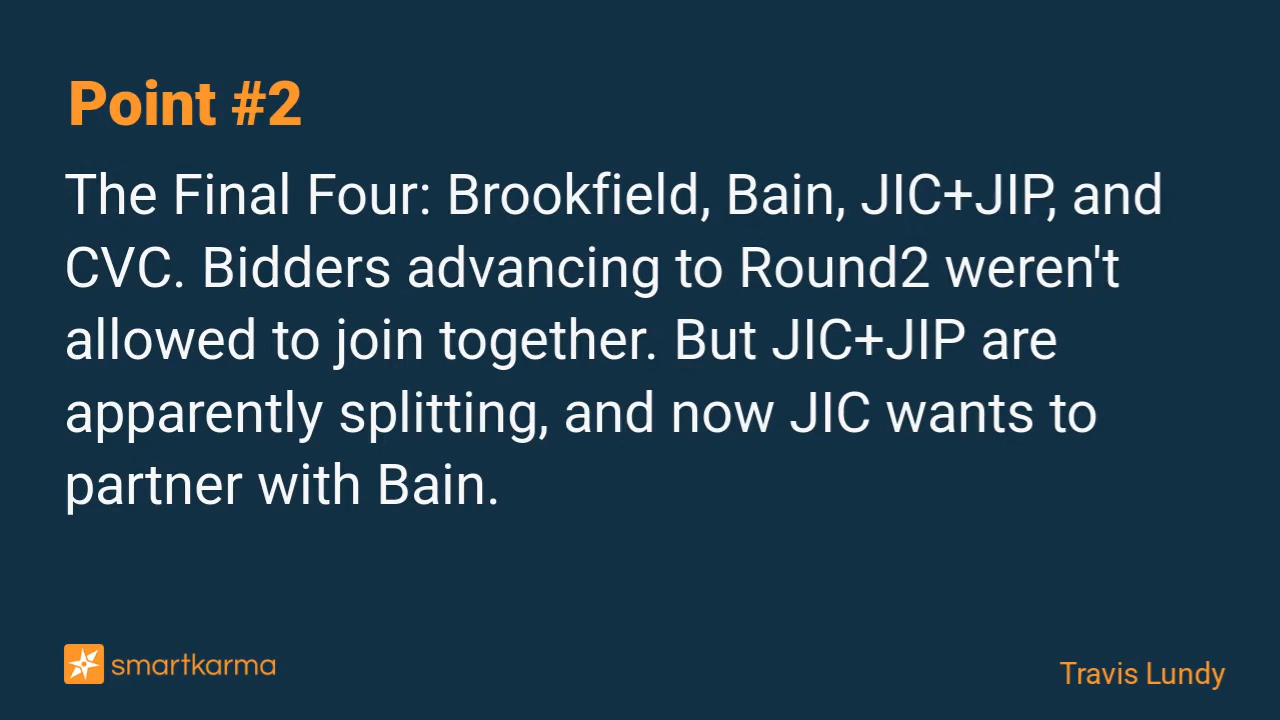 Point #2
The Final Four: Brookfield, Bain, JIC+JIP, and
CVC. Bidders advancing to Round2 weren't
allowed to join together. But JIC+JIP are
apparently splitting, and now JIC wants to
partner with Bain.
smartkarma
Travis Lundy